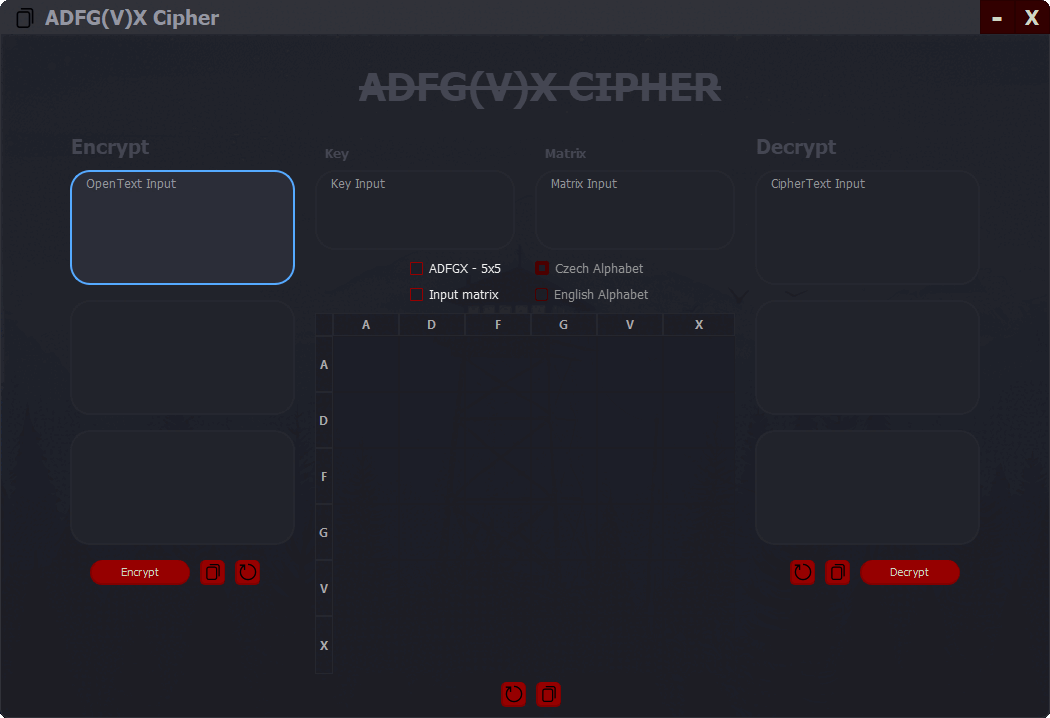 ADFG(V)X Cipher
- X
ADFG(V)X CIPHER
Encrypt
Key
Matrix
Decrypt
OpenText Input
Key Input
Matrix Input
CipherText Input
ADFGX - 5x5
Czech Alphabet
Input matrix
English Alphabet
A D F G V X
A
D
F
G
V
X
Encrypt
Decrypt